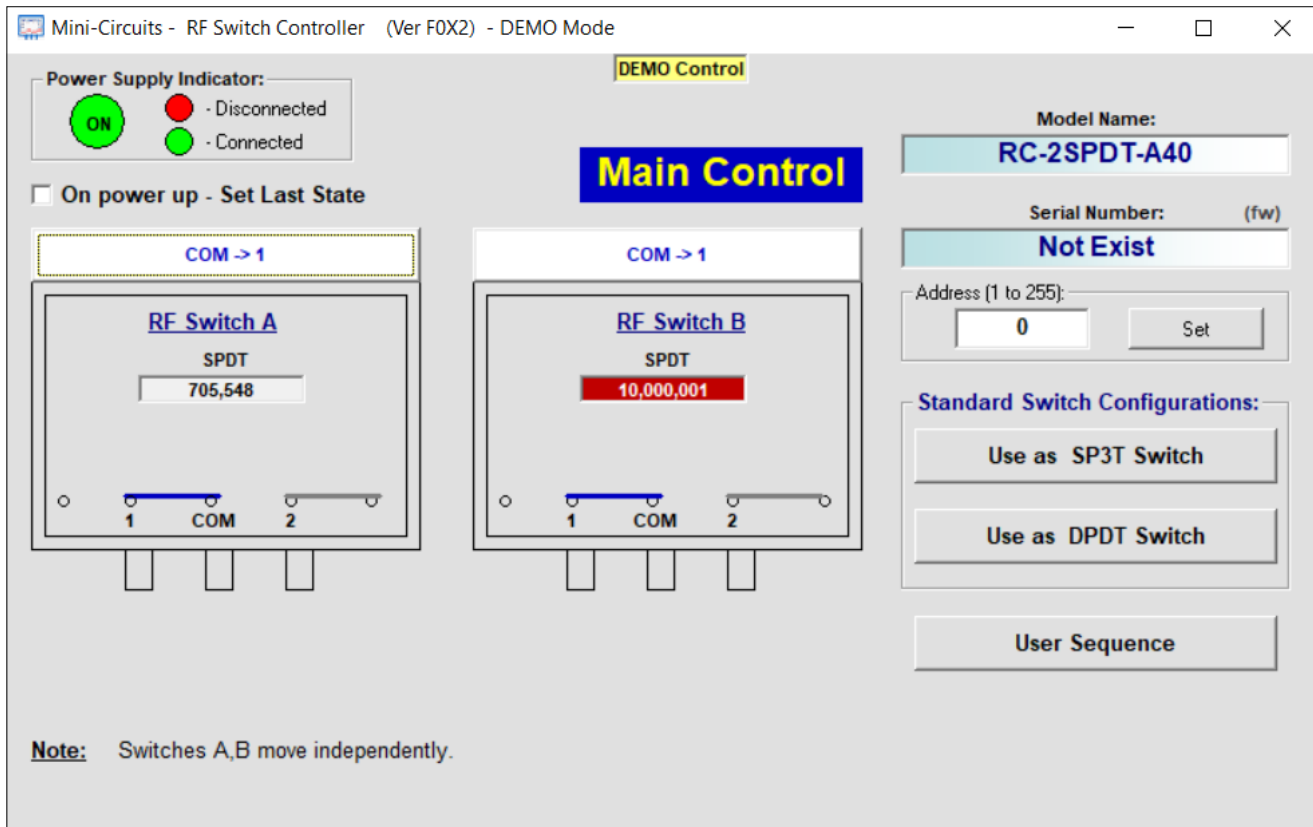 Mini-Circuits - RF Switch Controller (Ver F0X2) - DEMO Mode
DEMO Control
Power Supply Indicator:
ON
- Disconnected
- Connected
On power up - Set Last State
Main Control
Model Name:
RC-2SPDT-A40
Serial Number: (fw)
Not Exist
COM -> 1
COM -> 1
Address (1 to 255):
0
Set
RF Switch A
SPDT
705,548
1 COM 2
RF Switch B
SPDT
10,000,001
1 COM 2
Standard Switch Configurations:
Use as SP3T Switch
Use as DPDT Switch
User Sequence
Note: Switches A,B move independently.